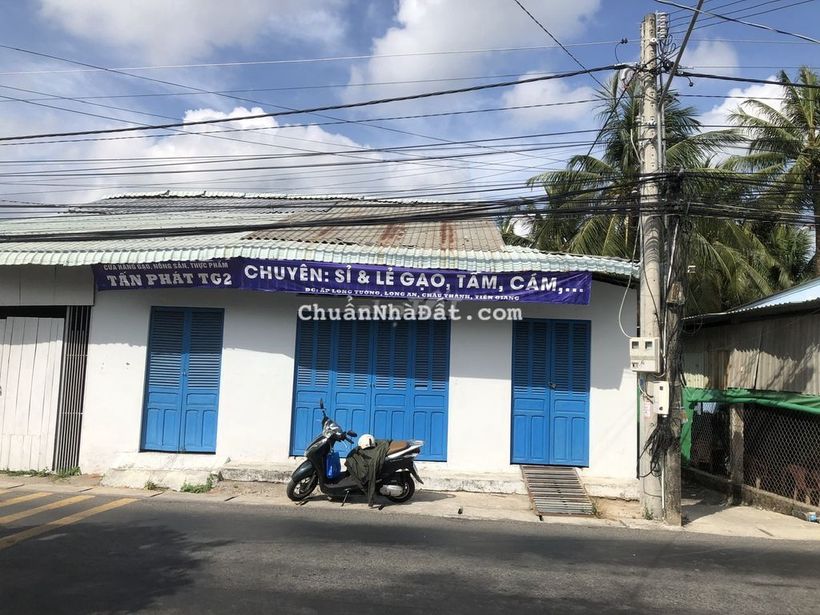 CỬA HÀNG GẠO, NÔNG SẢN, THỰC PHẨM
TẤN PHÁT TG2
CHUYÊN: SỈ & LẺ GẠO, TẤM, CÁM,...
ĐC: ẤP LONG TƯỜNG, LONG AN, CHÂU THÀNH, TIỀN GIANG
ChuẩnNhàĐất.com